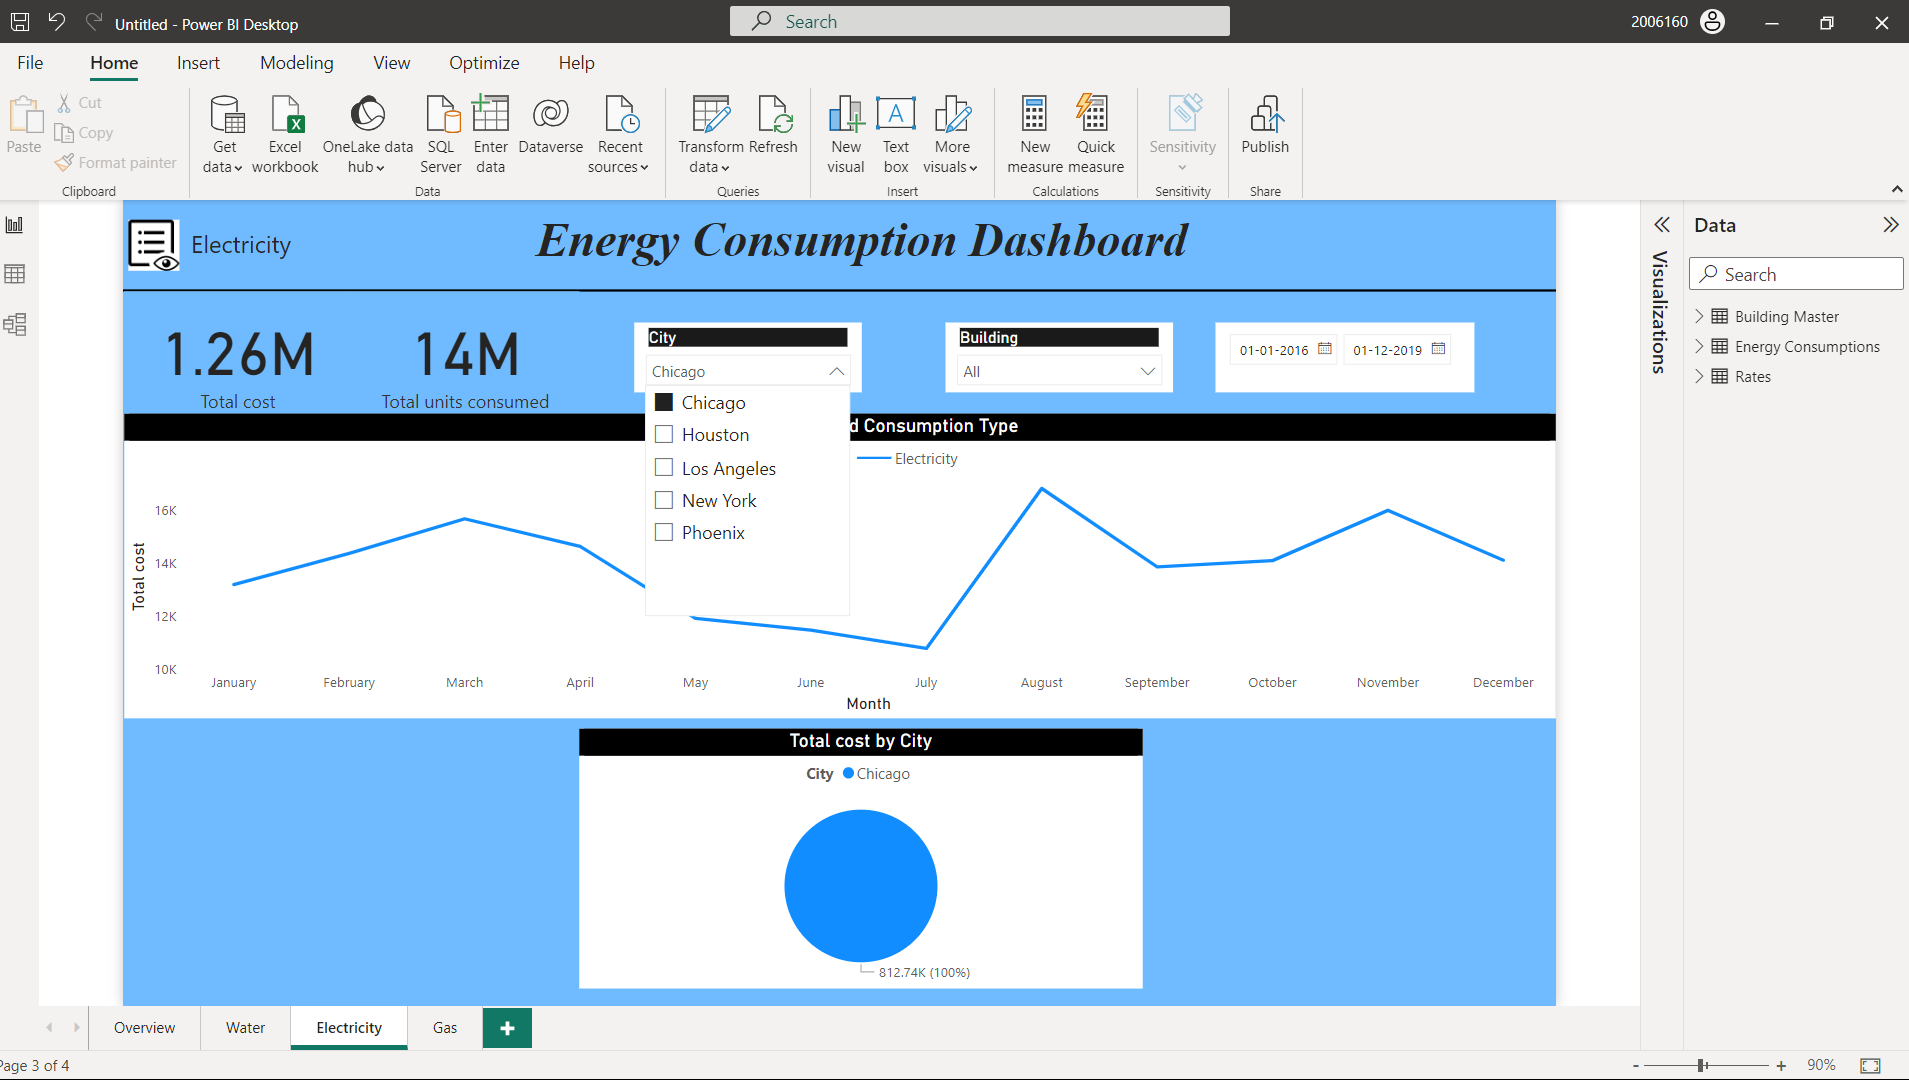 Untitled - Power BI Desktop
Search
2006160
File Home Insert Modeling View Optimize Help
Paste
Cut
Copy
Format painter
Clipboard
Get data
Excel workbook
OneLake data hub
SQL Server
Enter data
Dataverse
Recent sources
Data
Transform data
Refresh
Queries
New visual
Text box
More visuals
Insert
New measure
Quick measure
Calculations
Sensitivity
Sensitivity
Publish
Share
Electricity
Energy Consumption Dashboard
1.26M
Total cost
14M
Total units consumed
City
Chicago
Chicago
Houston
Los Angeles
New York
Phoenix
Building
All
01-01-2016
01-12-2019
d Consumption Type
Electricity
Total cost
16K
14K
12K
10K
January February March April May June July August September October November December
Month
Total cost by City
City Chicago
812.74K (100%)
Visualizations
Data
Search
Building Master
Energy Consumptions
Rates
Overview Water Electricity Gas
Page 3 of 4
- + 90%